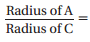 Radius of A
Radius of C =